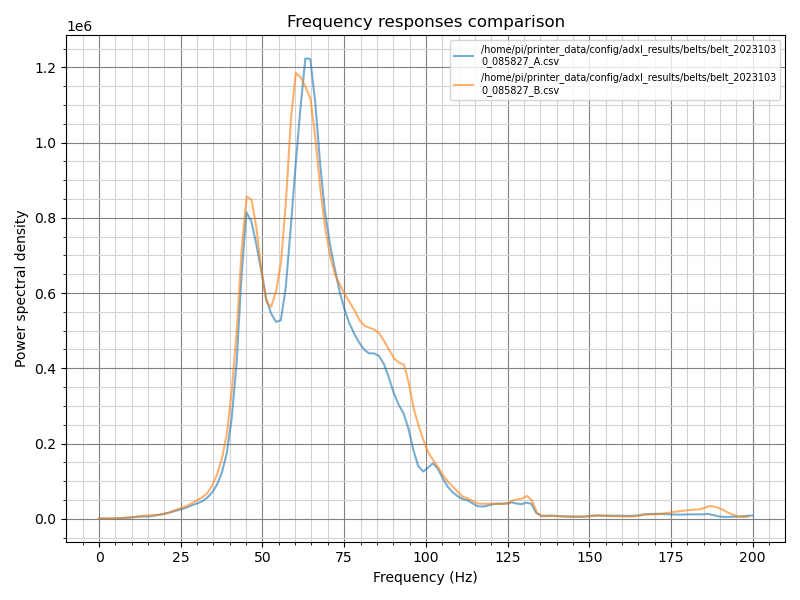 Frequency responses comparison
1e6
/home/pi/printer_data/config/adxl_results/belts/belt_2023103
0_085827_A.csv
/home/pi/printer_data/config/adxl_results/belts/belt_2023103
0_085827_B.csv
Power spectral density
1.2
1.0
0.8
0.6
0.4
0.2
0.0
0 25 50 75 100 125 150 175 200
Frequency (Hz)